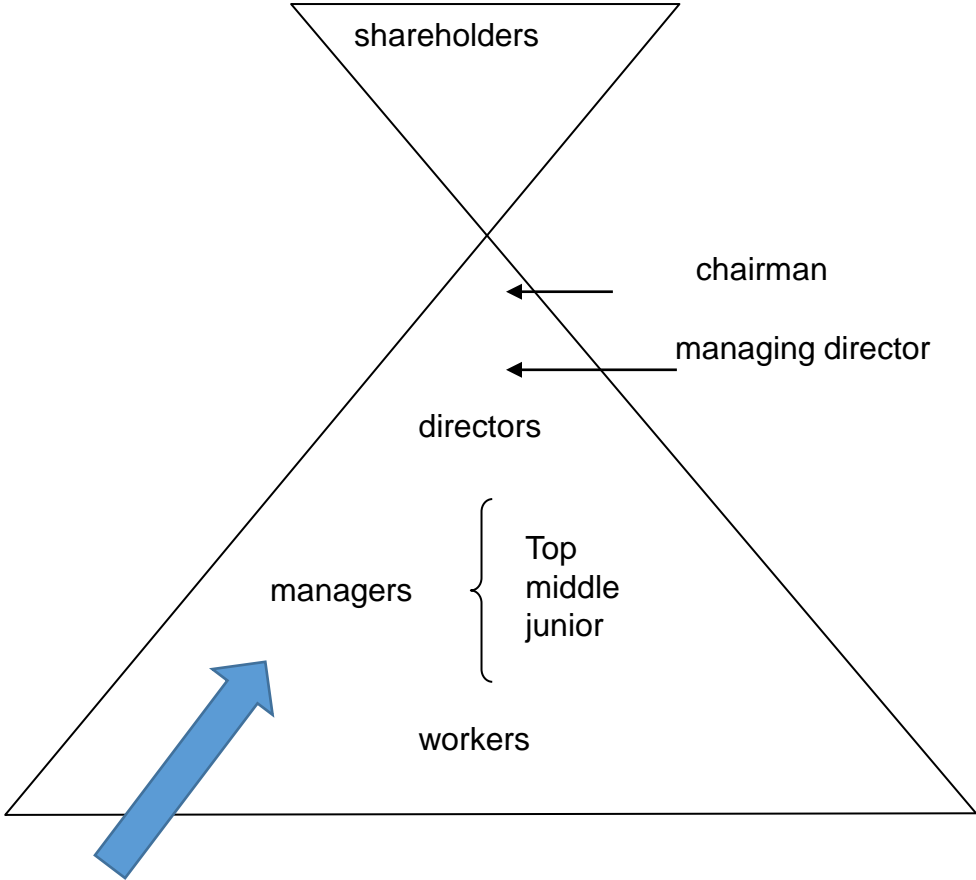 shareholders
chairman
managing director
directors
Top
managers
middle
junior
workers